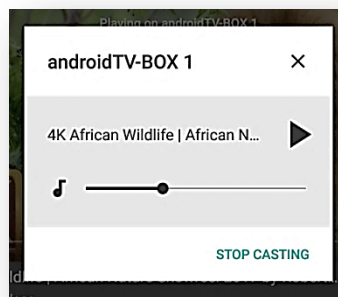 Playing on androidTV-BOX 1
androidTV-BOX 1
4K African Wildlife | African N...
STOP CASTING